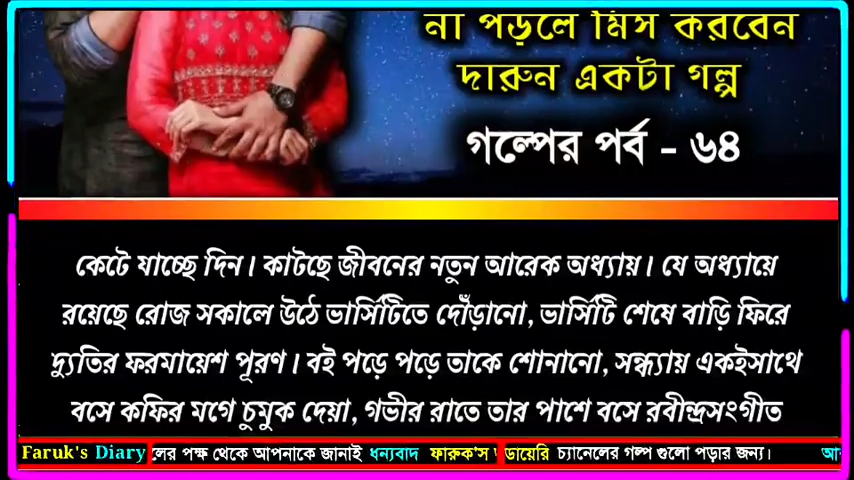 না পড়লে মিস করবেন
দারুন একটা গল্প
গল্পের পর্ব - ৬৪
কেটে যাচ্ছে দিন। কাটছে জীবনের নতুন আরেক অধ্যায়। যে অধ্যায়ে
রয়েছে রোজ সকালে উঠে ভার্সিটিতে দৌঁড়ানো, ভার্সিটি শেষে বাড়ি ফিরে
দ্যুতির ফরমায়েশ পূরণ। বই পড়ে পড়ে তাকে শোনানো, সন্ধ্যায় একইসাথে
বসে কফির মগে চুমুক দেয়া, গভীর রাতে তার পাশে বসে রবীন্দ্রসংগীত
Faruk's Diary লের পক্ষ থেকে আপনাকে জানাই ধন্যবাদ ফারুক'স ডায়েরি চ্যানেলের গল্প গুলো পড়ার জন্য।